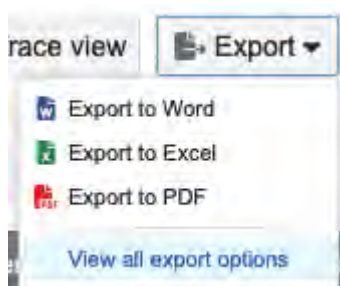 race view
Export
Export to Word
Export to Excel
Export to PDF
View all export options